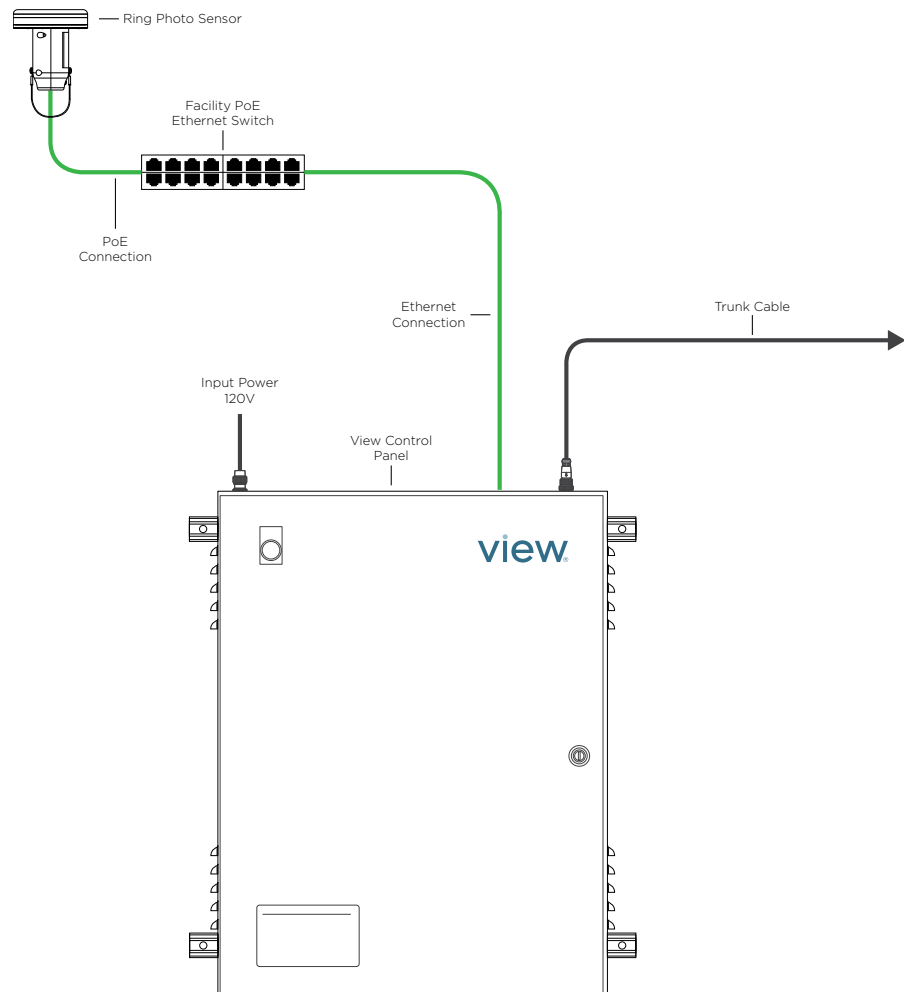 Ring Photo Sensor
Facility PoE
Ethernet Switch
PoE
Connection
Ethernet
Connection
Trunk Cable
Input Power
120V
View Control
Panel
view®